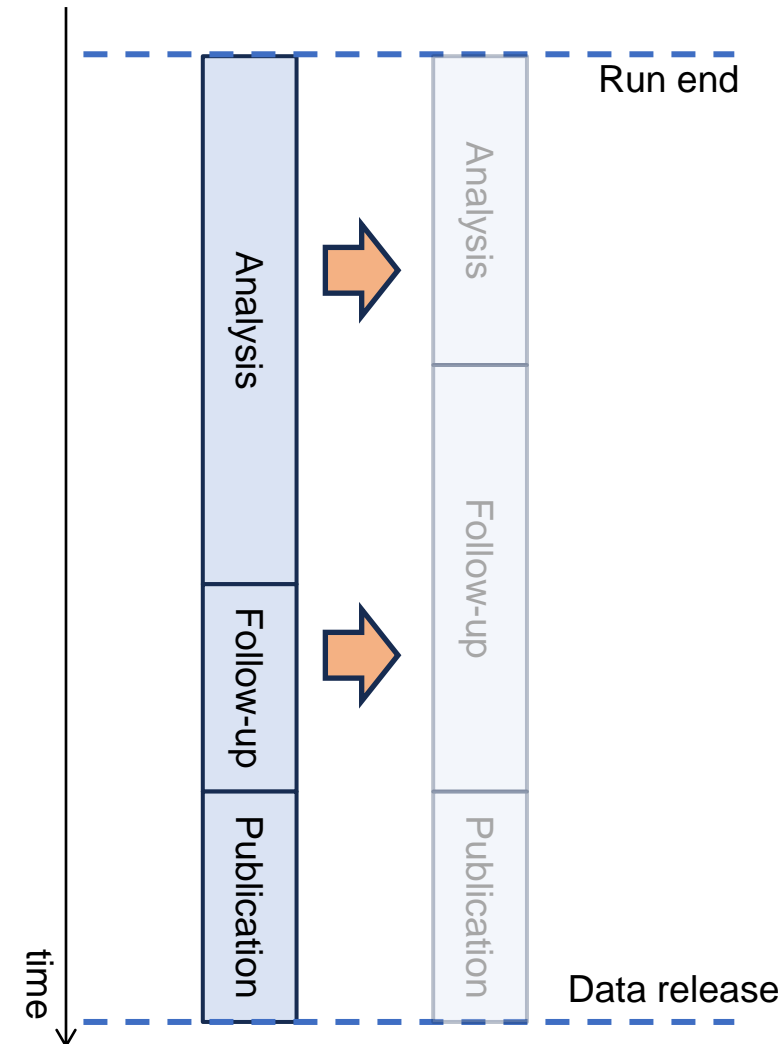 Run end
Analysis
Analysis
Follow-up
Follow-up
Publication
Publication
time
Data release